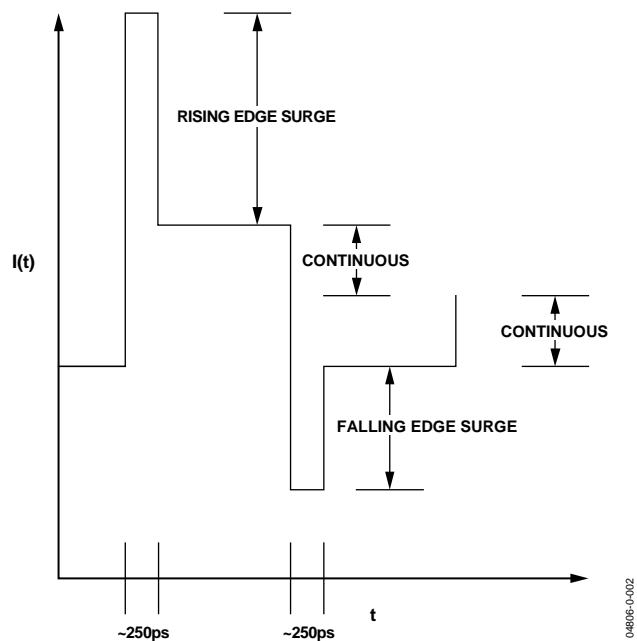 RISING EDGE SURGE
I(t)
CONTINUOUS
CONTINUOUS
FALLING EDGE SURGE
t
~250ps
~250ps
04806-0-002